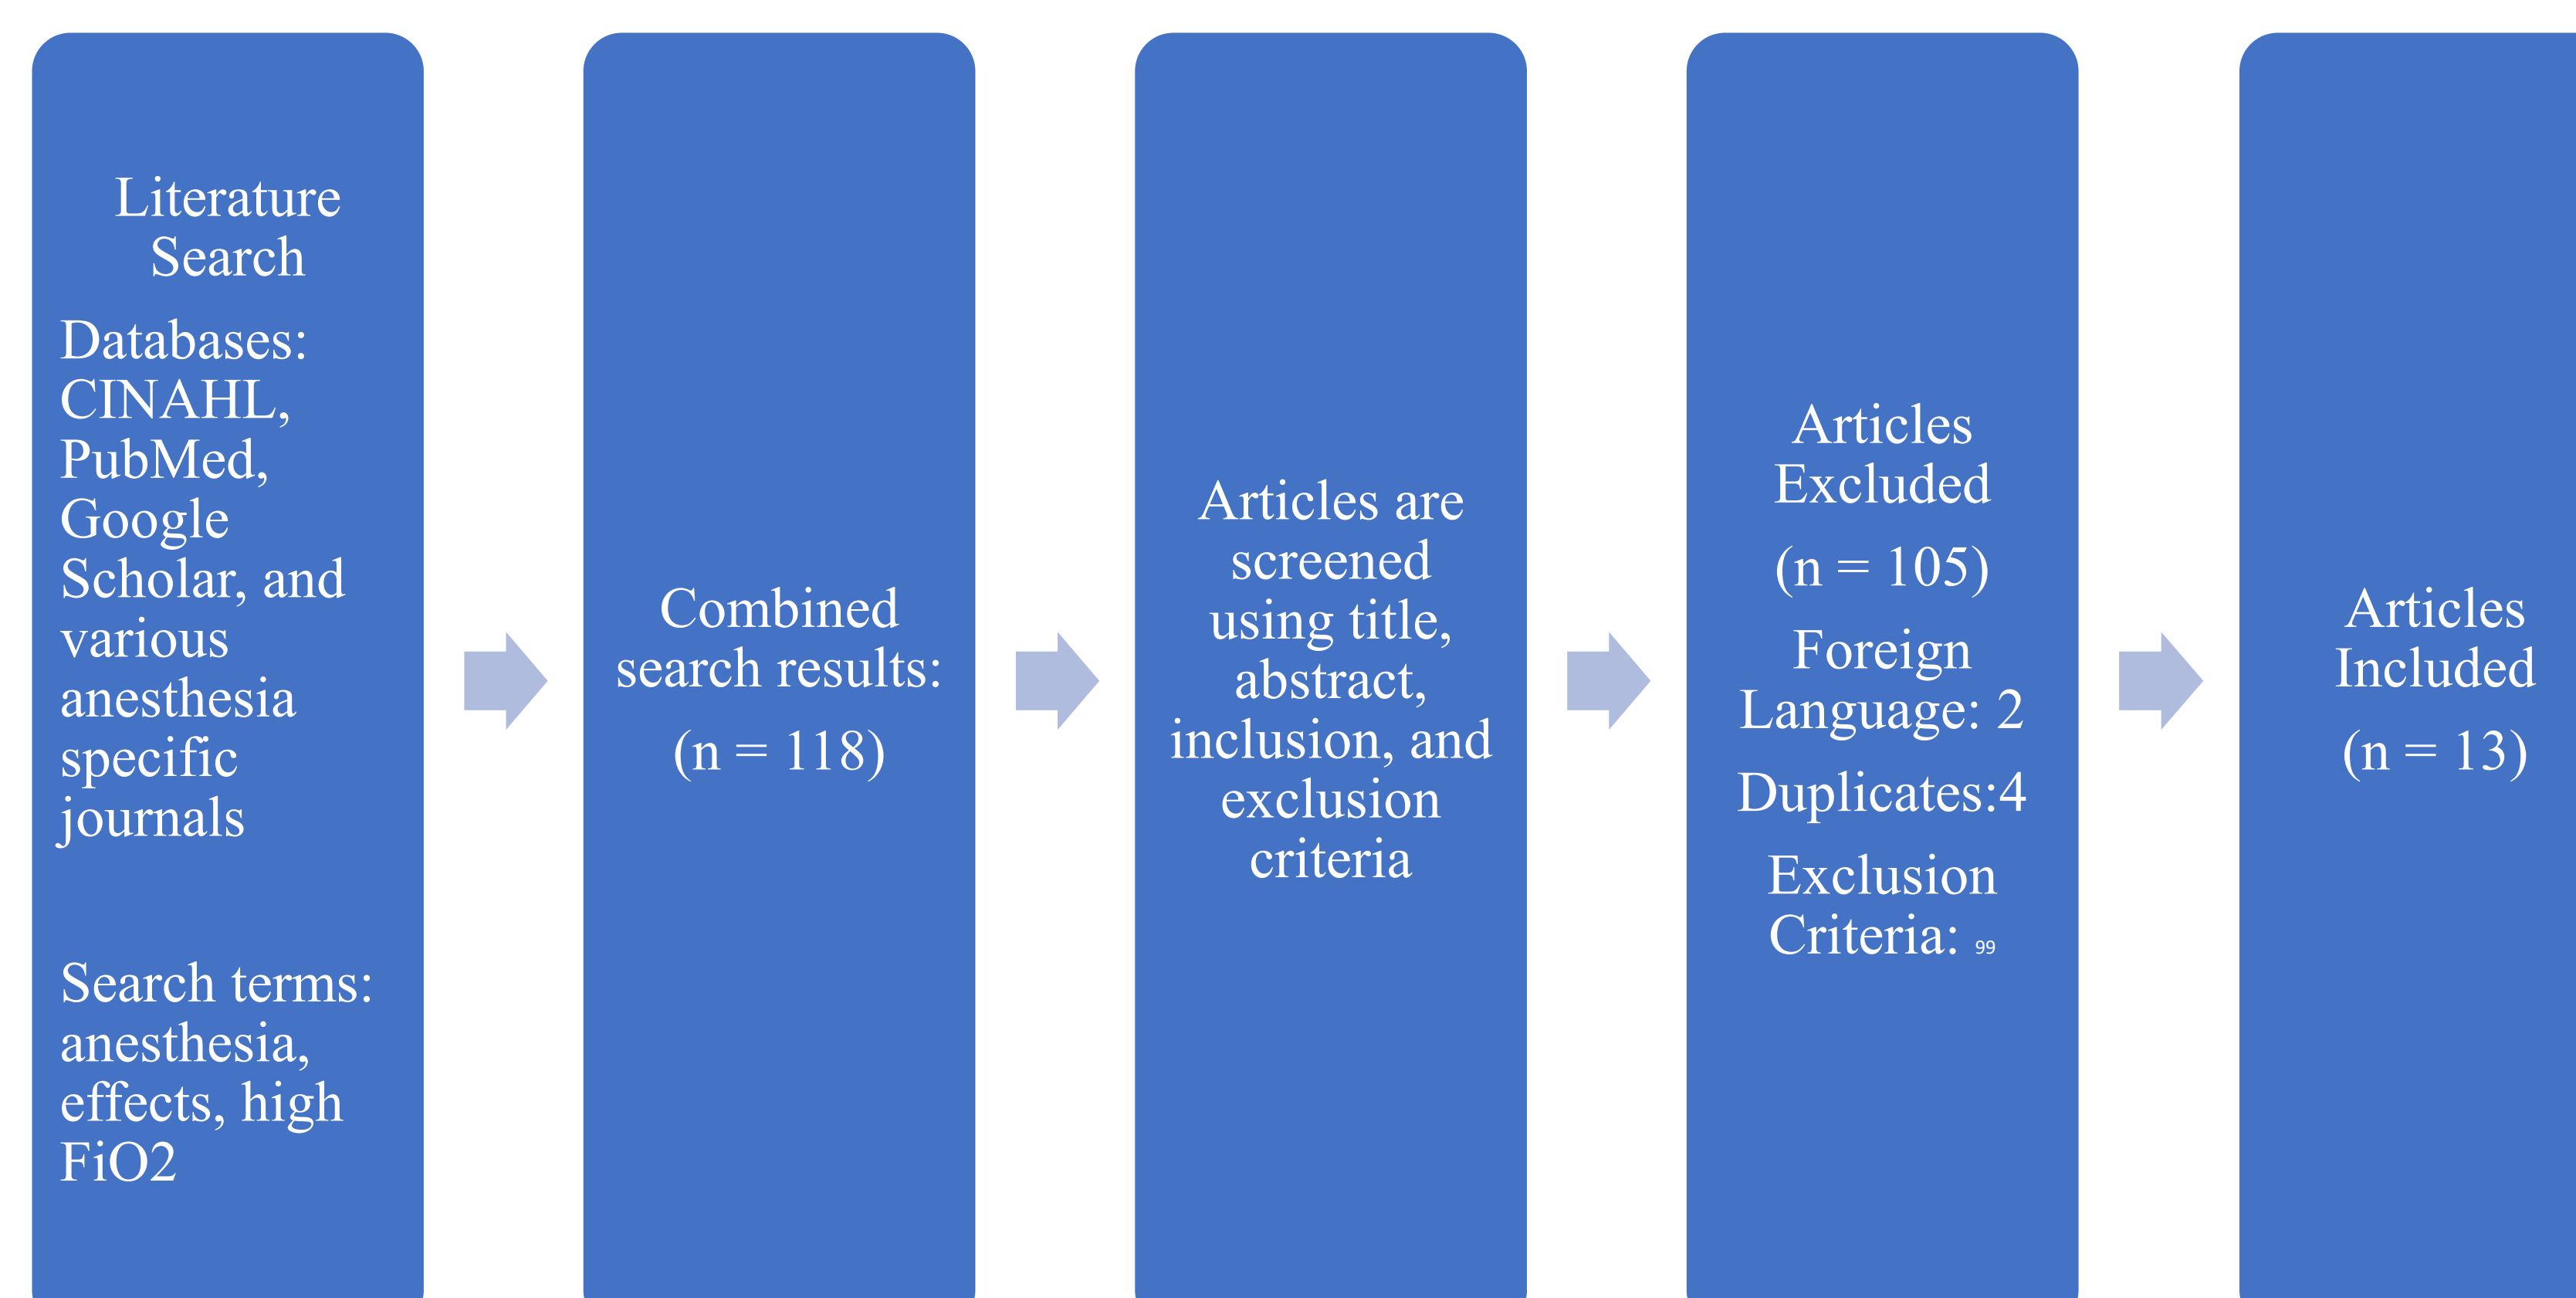 Literature
Search
Databases:
CINAHL,
PubMed,
Google
Scholar, and
various
anesthesia
specific
journals
Search terms:
anesthesia,
effects, high
FiO2
Combined
search results:
(n = 118)
Articles are
screened
using title,
abstract,
inclusion, and
exclusion
criteria
Articles
Excluded
(n = 105)
Foreign
Language: 2
Duplicates:4
Exclusion
Criteria: 99
Articles
Included
(n = 13)